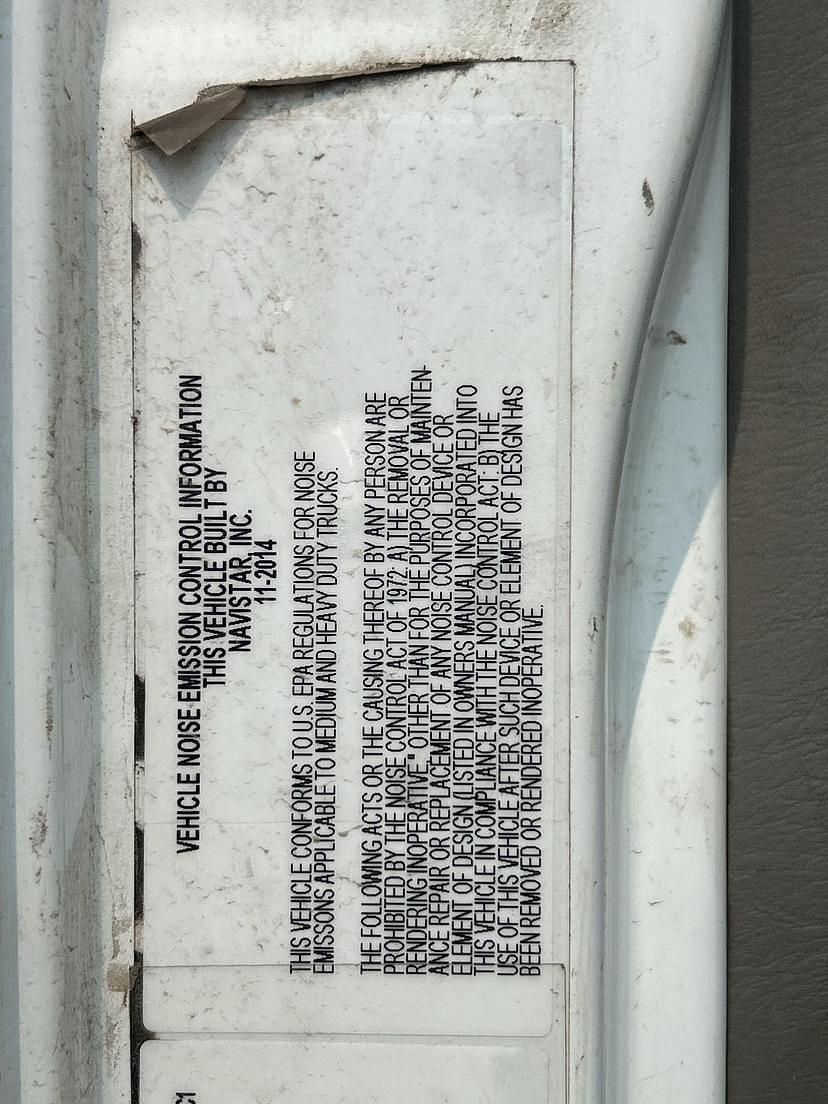 VEHICLE NOISE EMISSION CONTROL INFORMATION
THIS VEHICLE BUILT BY
NAVISTAR, INC.
11-2014
THIS VEHICLE CONFORMS TO U.S. EPA REGULATIONS FOR NOISE
EMISSONS APPLICABLE TO MEDIUM AND HEAVY DUTY TRUCKS.
THE FOLLOWING ACTS OR THE CAUSING THEREOF BY ANY PERSON ARE
PROHIBITED BY THE NOISE CONTROL ACT OF 1972 A) THE REMOVAL OR
RENDERING INOPERATIVE, OTHER THAN FOR THE PURPOSES OF MAINTEN-
ANCE REPAIR OR REPLACEMENT OF ANY NOISE CONTROL DEVICE OR
ELEMENT OF DESIGN (LISTED IN OWNERS MANUAL) INCORPORATED INTO
THIS VEHICLE IN COMPLIANCE WITH THE NOISE CONTROL ACT. B) THE
USE OF THIS VEHICLE AFTER SUCH DEVICE OR ELEMENT OF DESIGN HAS
BEEN REMOVED OR RENDERED INOPERATIVE.